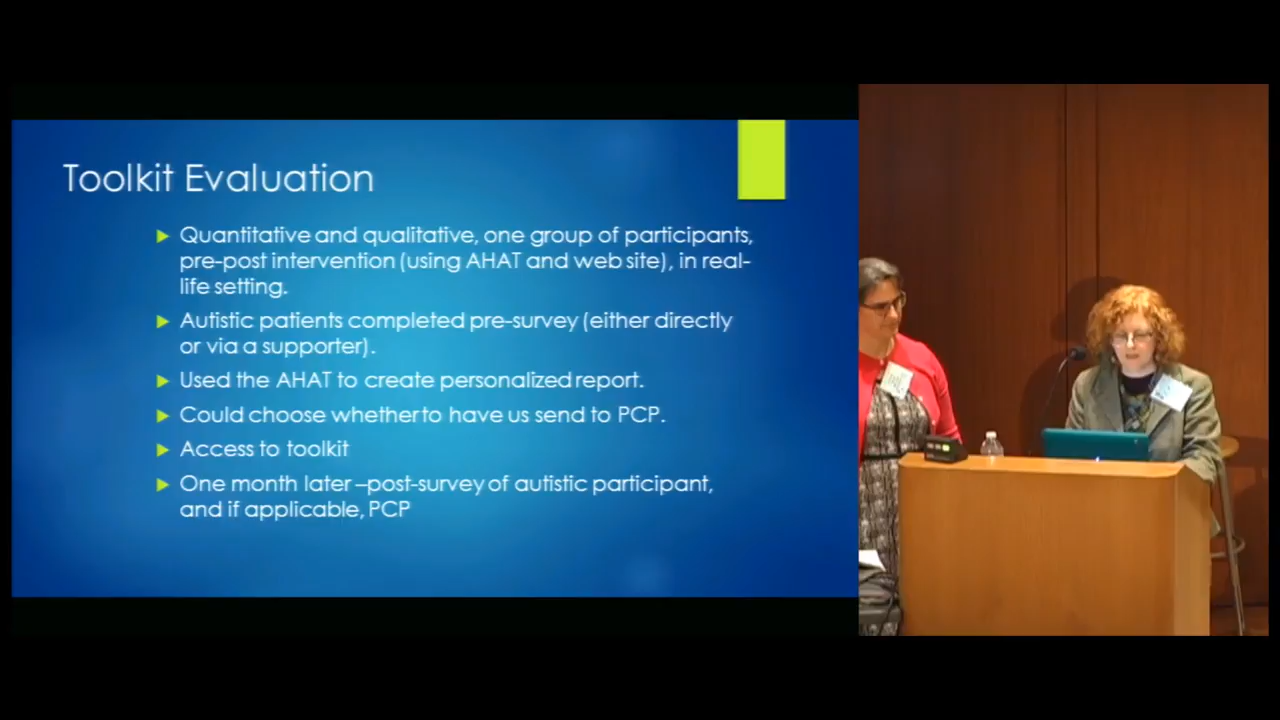 Toolkit Evaluation
Quantitative and qualitative, one group of participants,
pre-post intervention (using AHAT and web site), in real-
life setting.
Autistic patients completed pre-survey (either directly
or via a supporter).
Used the AHAT to create personalized report.
Could choose whether to have us send to PCP.
Access to toolkit
One month later –post-survey of autistic participant,
and if applicable, PCP